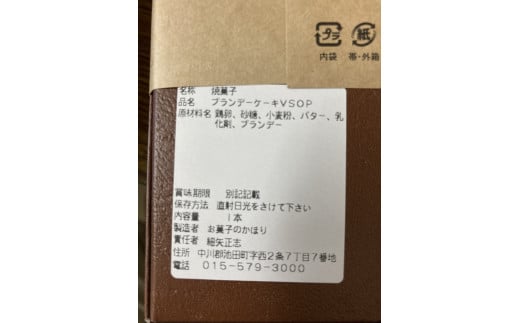 プラ 紙
内袋 帯・外箱
名称 焼菓子
品名 ブランデーケーキVSOP
原材料名 鶏卵、砂糖、小麦粉、バター、乳
化剤、ブランデー
賞味期限 別記記載
保存方法 直射日光をさけて下さい
内容量 1本
製造者 お菓子のかほり
責任者 細矢正志
住所 中川郡池田町字西2条7丁目7番地
電話 015-579-3000